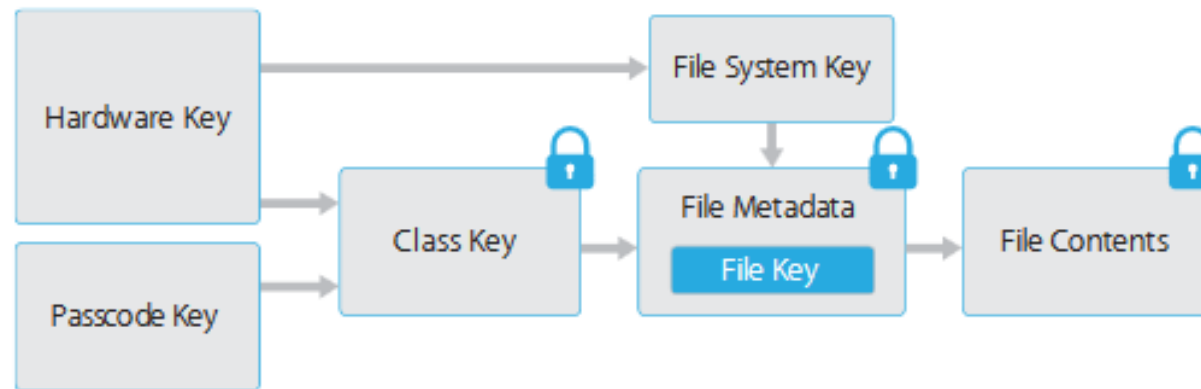 Hardware Key
File System Key
Class Key
File Metadata
File Key
File Contents
Passcode Key